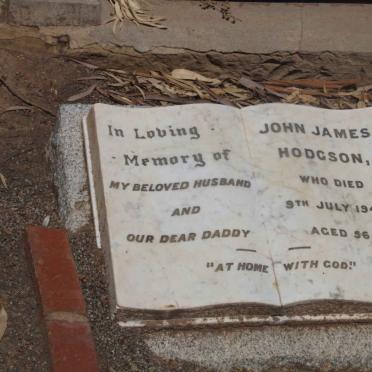 In Loving
Memory of
MY BELOVED HUSBAND
AND
OUR DEAR DADDY
JOHN JAMES
HODGSON,
WHO DIED
9TH JULY
AGED
"AT HOME WITH GOD."